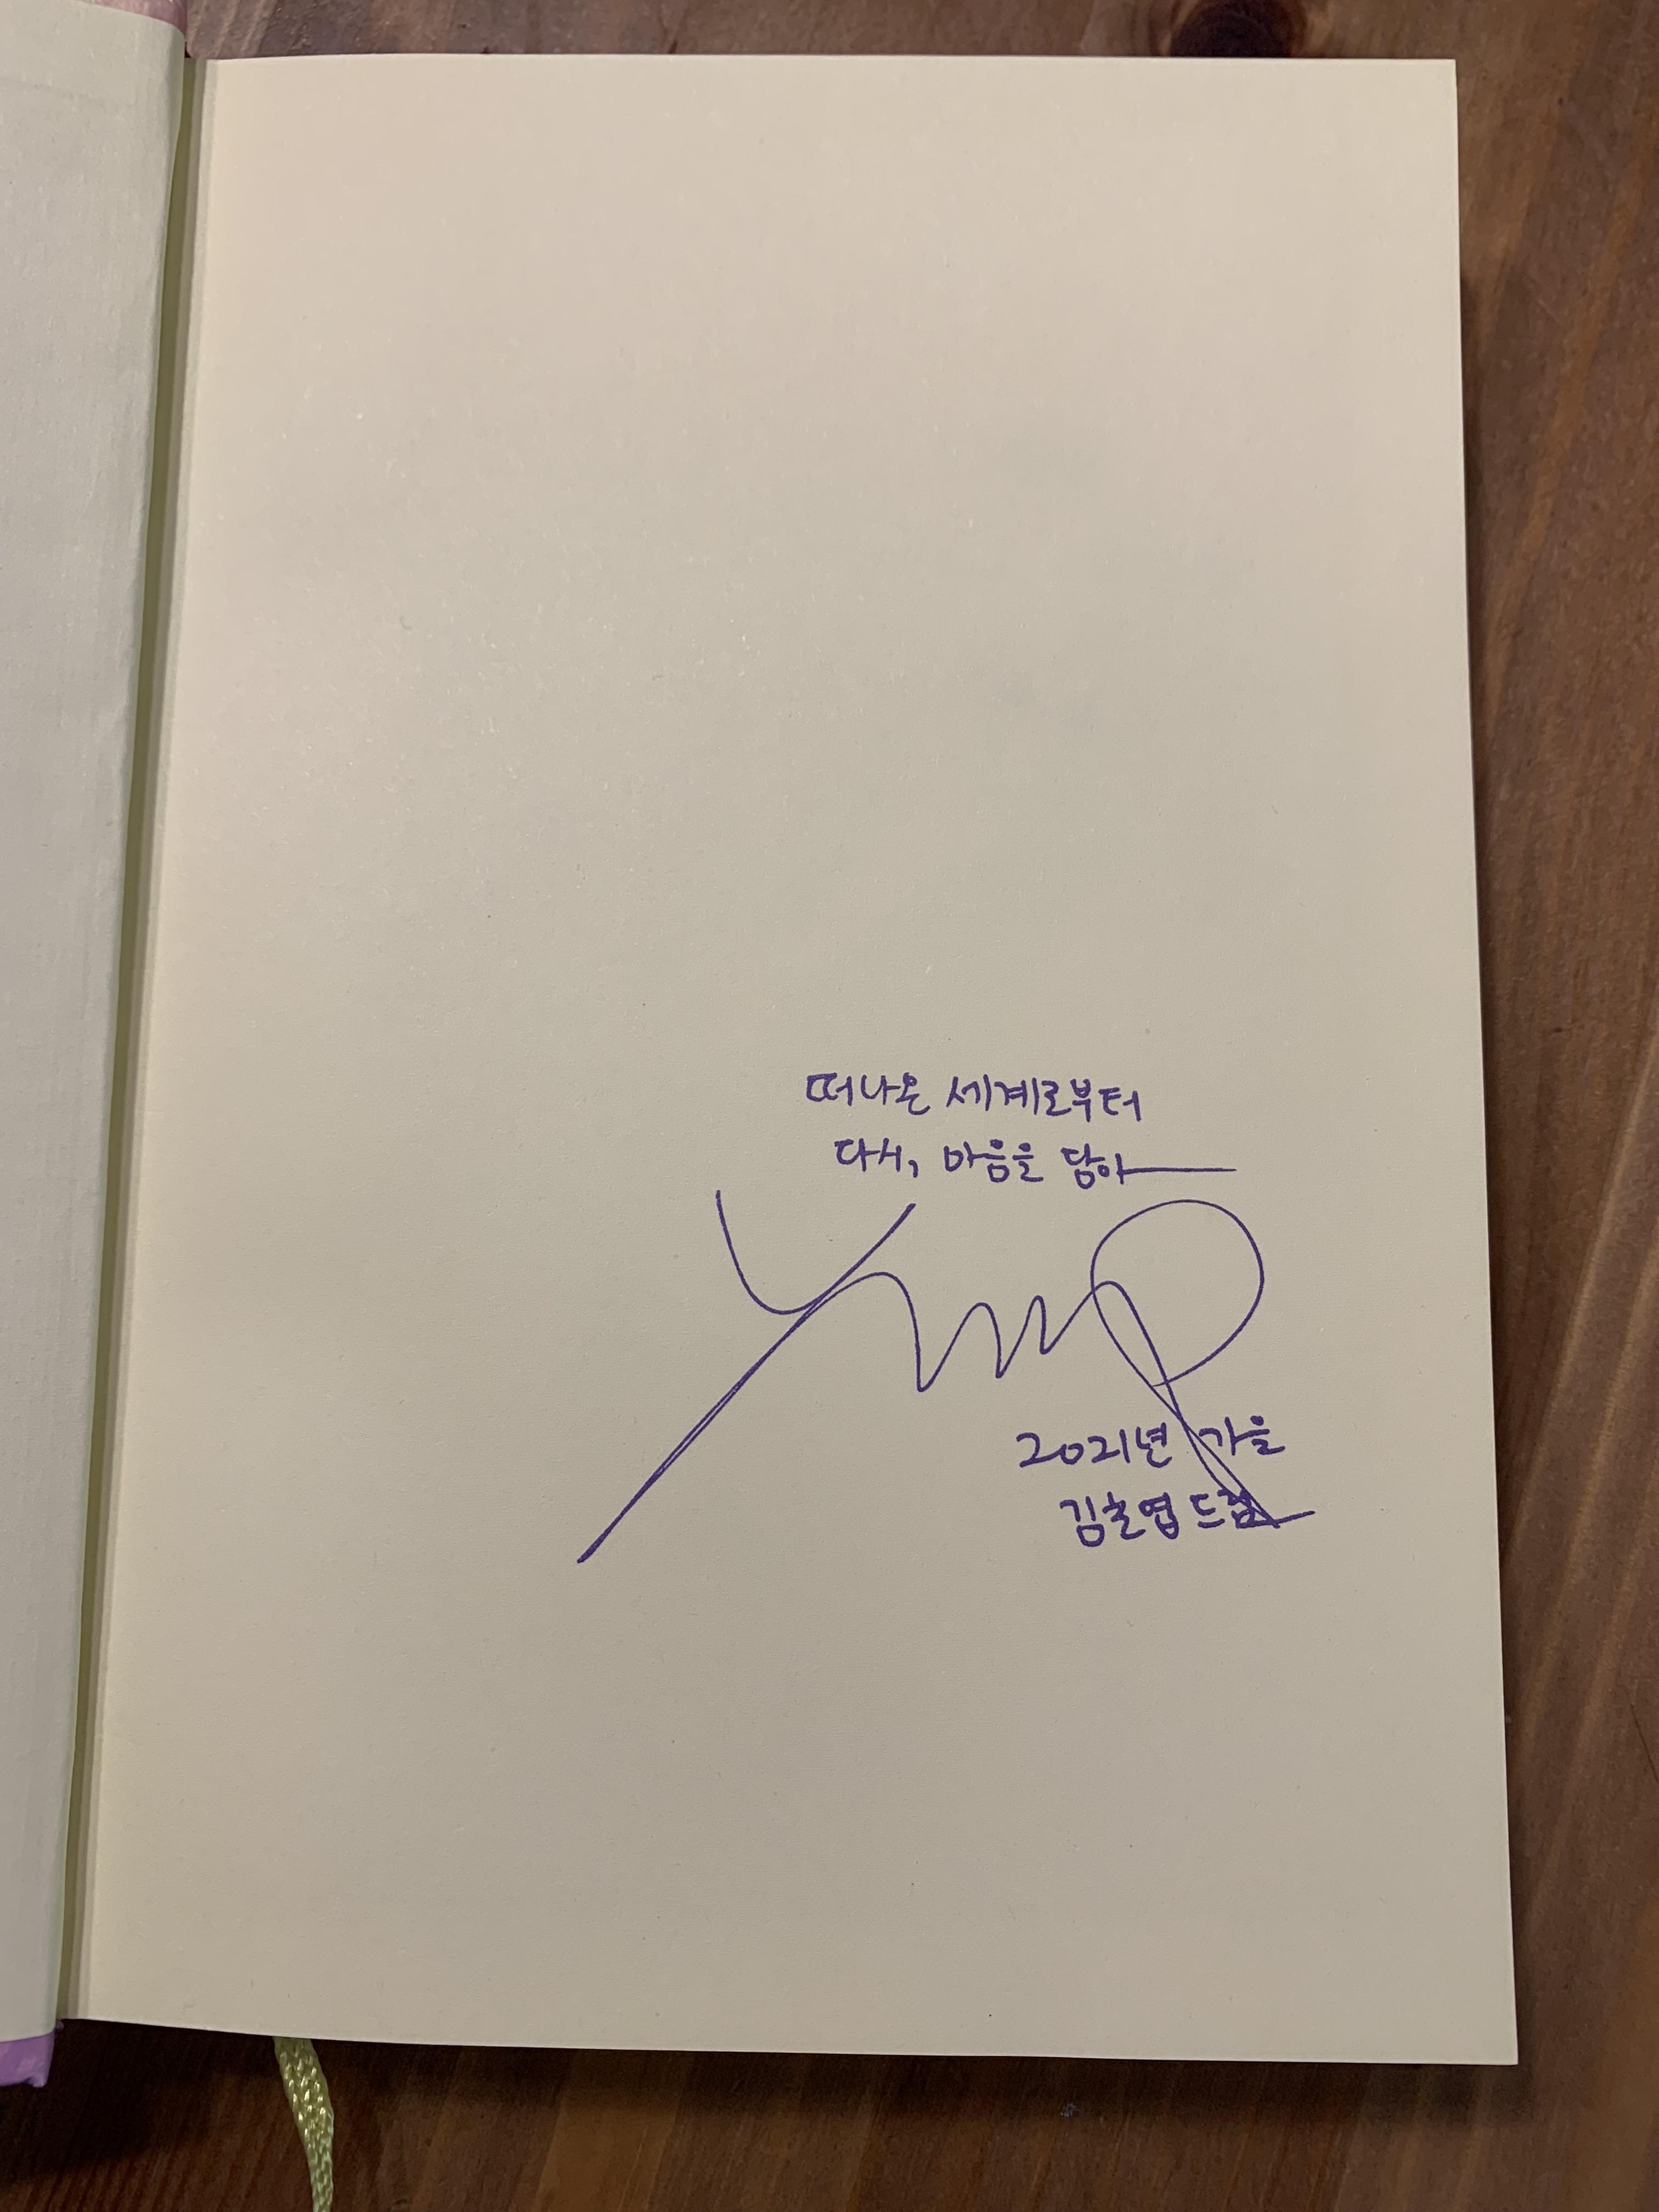 떠나온 세계로부터
다시, 마음을 담아
2021년 가을
김초엽 드림